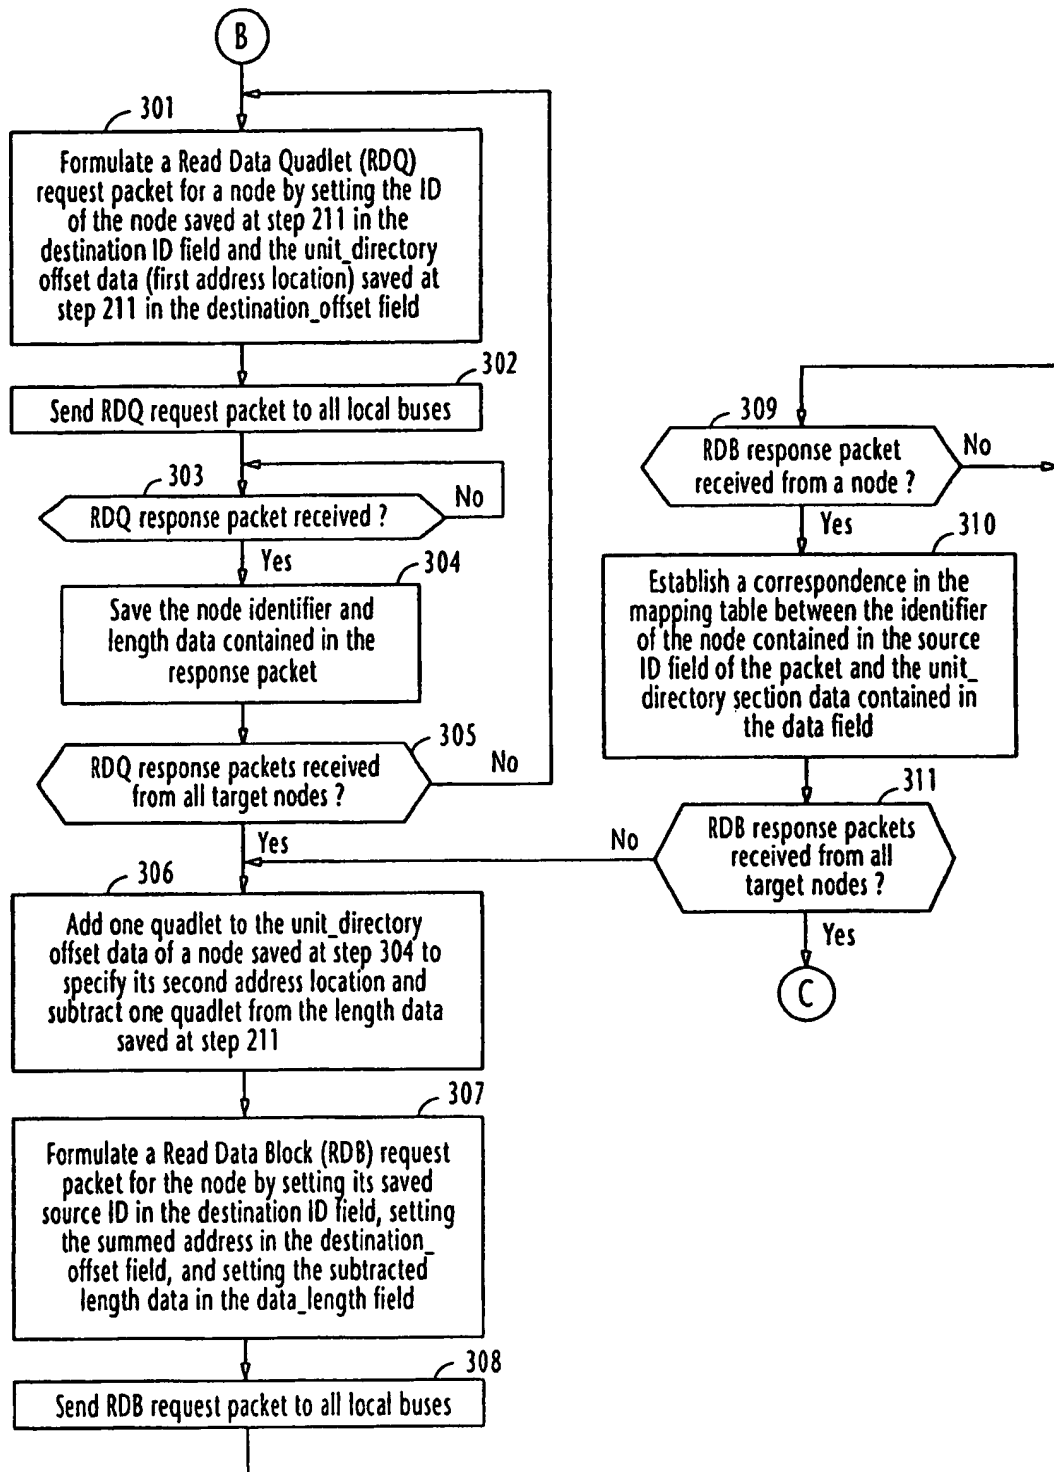 B
301
Formulate a Read Data Quadlet (RDQ)
request packet for a node by setting the ID
of the node saved at step 211 in the
destination ID field and the unit_directory
offset data (first address location) saved at
step 211 in the destination_offset field
302
Send RDQ request packet to all local buses
303
RDQ response packet received ?
No
Yes
304
Save the node identifier and
length data contained in the
response packet
305
RDQ response packets received
from all target nodes ?
No
Yes
306
Add one quadlet to the unit_directory
offset data of a node saved at step 304 to
specify its second address location and
subtract one quadlet from the length data
saved at step 211
307
Formulate a Read Data Block (RDB) request
packet for the node by setting its saved
source ID in the destination ID field, setting
the summed address in the destination_
offset field, and setting the subtracted
length data in the data_length field
308
Send RDB request packet to all local buses
309
RDB response packet
received from a node ?
No
Yes
310
Establish a correspondence in the
mapping table between the identifier
of the node contained in the source
ID field of the packet and the unit_
directory section data contained in
the data field
311
RDB response packets
received from all
target nodes ?
No
Yes
C